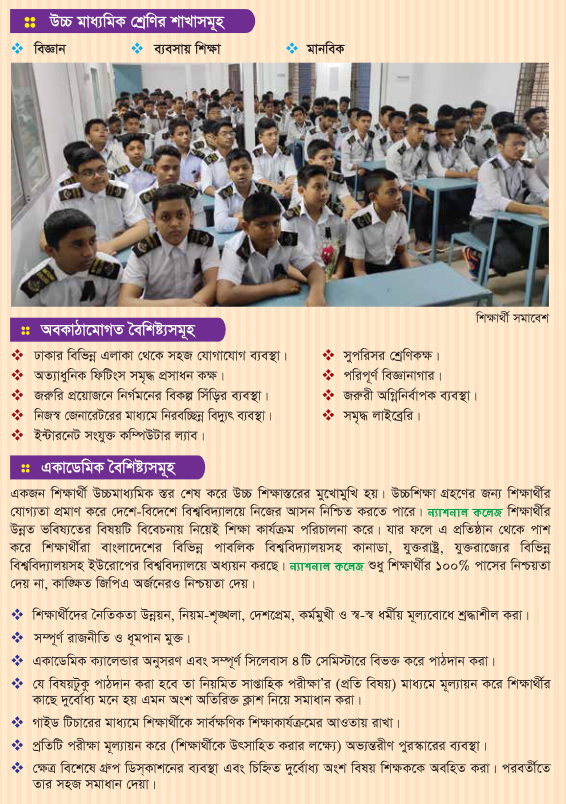 উচ্চ মাধ্যমিক শ্রেণির শাখাসমূহ
বিজ্ঞান ব্যবসায় শিক্ষা মানবিক
শিক্ষার্থী সমাবেশ
অবকাঠামোগত বৈশিষ্ট্যসমূহ
ঢাকার বিভিন্ন এলাকা থেকে সহজ যোগাযোগ ব্যবস্থা।
অত্যাধুনিক ফিটিংস সমৃদ্ধ প্রসাধন কক্ষ।
জরুরি প্রয়োজনে নির্গমনের বিকল্প সিঁড়ির ব্যবস্থা।
নিজস্ব জেনারেটরের মাধ্যমে নিরবচ্ছিন্ন বিদ্যুৎ ব্যবস্থা।
ইন্টারনেট সংযুক্ত কম্পিউটার ল্যাব।
সুপরিসর শ্রেণিকক্ষ।
পরিপূর্ণ বিজ্ঞানাগার।
জরুরী অগ্নিনির্বাপক ব্যবস্থা।
সমৃদ্ধ লাইব্রেরি।
একাডেমিক বৈশিষ্ট্যসমূহ
একজন শিক্ষার্থী উচ্চমাধ্যমিক স্তর শেষ করে উচ্চ শিক্ষাস্তরের মুখোমুখি হয়। উচ্চশিক্ষা গ্রহণের জন্য শিক্ষার্থীর
যোগ্যতা প্রমাণ করে দেশে-বিদেশে বিশ্ববিদ্যালয়ে নিজের আসন নিশ্চিত করতে পারে। ন্যাশনাল কলেজ শিক্ষার্থীর
উন্নত ভবিষ্যতের বিষয়টি বিবেচনায় নিয়েই শিক্ষা কার্যক্রম পরিচালনা করে। যার ফলে এ প্রতিষ্ঠান থেকে পাশ
করে শিক্ষার্থীরা বাংলাদেশের বিভিন্ন পাবলিক বিশ্ববিদ্যালয়সহ কানাডা, যুক্তরাষ্ট্র, যুক্তরাজ্যের বিভিন্ন
বিশ্ববিদ্যালয়সহ ইউরোপের বিশ্ববিদ্যালয়ে অধ্যয়ন করছে। ন্যাশনাল কলেজ শুধু শিক্ষার্থীর ১০০% পাসের নিশ্চয়তা
দেয় না, কাঙ্ক্ষিত জিপিএ অর্জনেরও নিশ্চয়তা দেয়।
শিক্ষার্থীদের নৈতিকতা উন্নয়ন, নিয়ম-শৃঙ্খলা, দেশপ্রেম, কর্মমুখী ও স্ব-স্ব ধর্মীয় মূল্যবোধে শ্রদ্ধাশীল করা।
সম্পূর্ণ রাজনীতি ও ধূমপান মুক্ত।
একাডেমিক ক্যালেন্ডার অনুসরণ এবং সম্পূর্ণ সিলেবাস ৪টি সেমিস্টারে বিভক্ত করে পাঠদান করা।
যে বিষয়টুকু পাঠদান করা হবে তা নিয়মিত সাপ্তাহিক পরীক্ষা'র (প্রতি বিষয়) মাধ্যমে মূল্যায়ন করে শিক্ষার্থীর
কাছে দুর্বোধ্য মনে হয় এমন অংশ অতিরিক্ত ক্লাশ নিয়ে সমাধান করা।
গাইড টিচারের মাধ্যমে শিক্ষার্থীকে সার্বক্ষণিক শিক্ষাকার্যক্রমের আওতায় রাখা।
প্রতিটি পরীক্ষা মূল্যায়ন করে (শিক্ষার্থীকে উৎসাহিত করার লক্ষ্যে) অভ্যন্তরীণ পুরস্কারের ব্যবস্থা।
ক্ষেত্র বিশেষে গ্রুপ ডিস্কাশনের ব্যবস্থা এবং চিহ্নিত দুর্বোধ্য অংশ বিষয় শিক্ষককে অবহিত করা। পরবর্তীতে
তার সহজ সমাধান দেয়া।